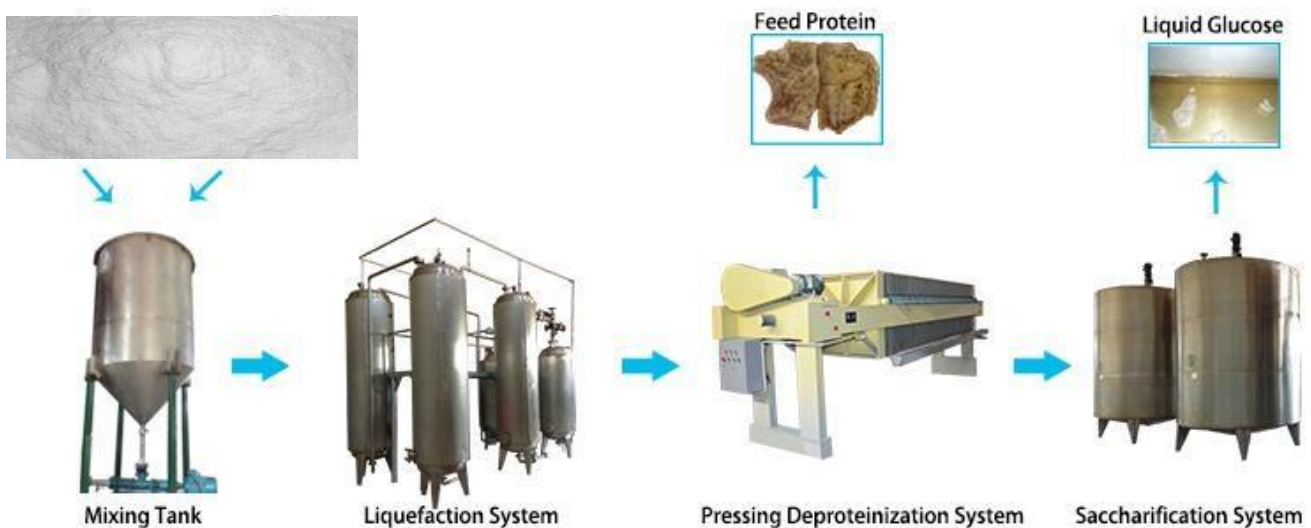 Feed Protein
Liquid Glucose
Mixing Tank
Liquefaction System
Pressing Deproteinization System
Saccharification System